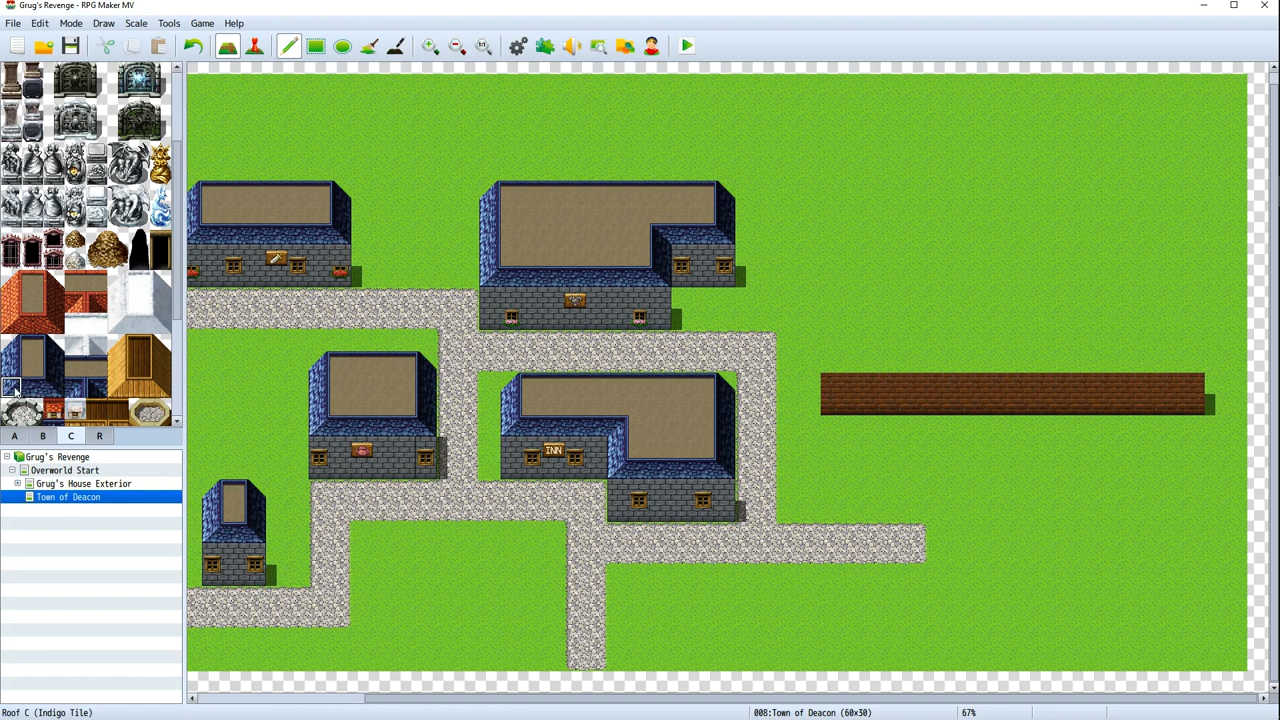 Grug's Revenge - RPG Maker MV
File Edit Mode Draw Scale Tools Game Help
INN
A B C R
Grug's Revenge
Overworld Start
Grug's House Exterior
Town of Deacon
Roof C (Indigo Tile) 008:Town of Deacon (60x30) 67%